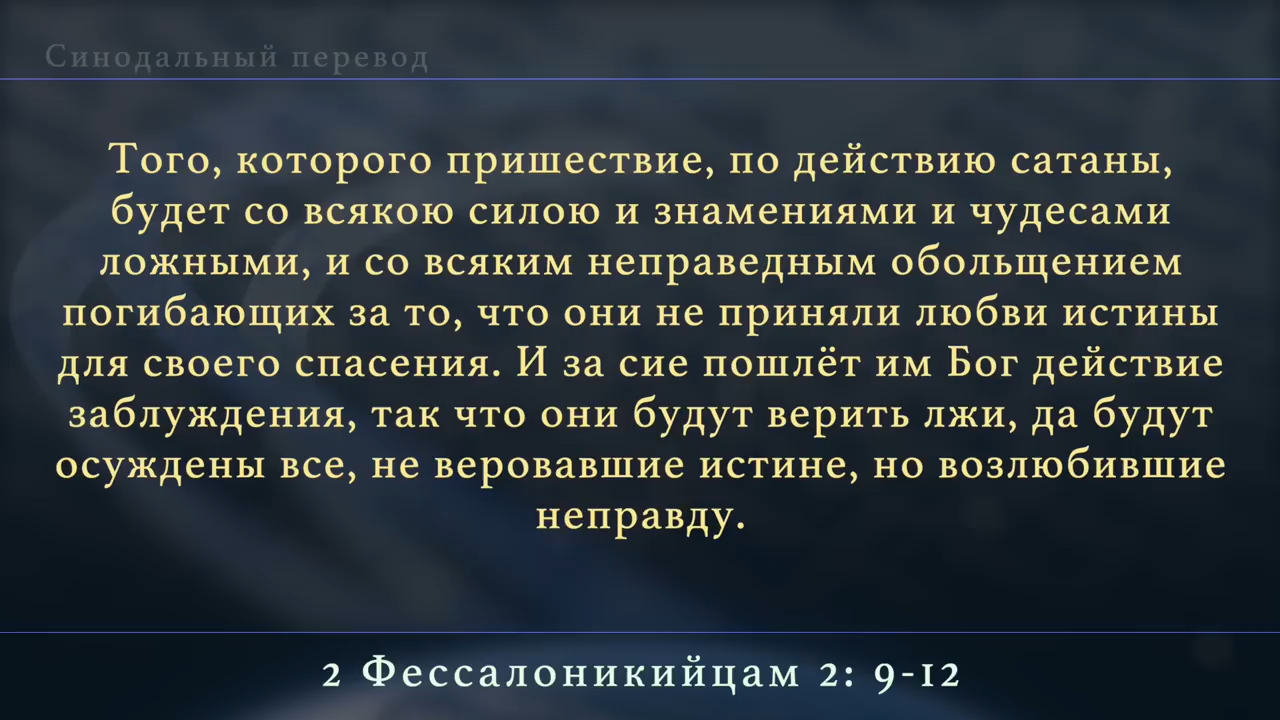 Синодальный перевод
Того, которого пришествие, по действию сатаны,
будет со всякою силою и знамениями и чудесами
ложными, и со всяким неправедным обольщением
погибающих за то, что они не приняли любви истины
для своего спасения. И за сие пошлёт им Бог действие
заблуждения, так что они будут верить лжи, да будут
осуждены все, не веровавшие истине, но возлюбившие
неправду.
2 Фессалоникийцам 2: 9-12